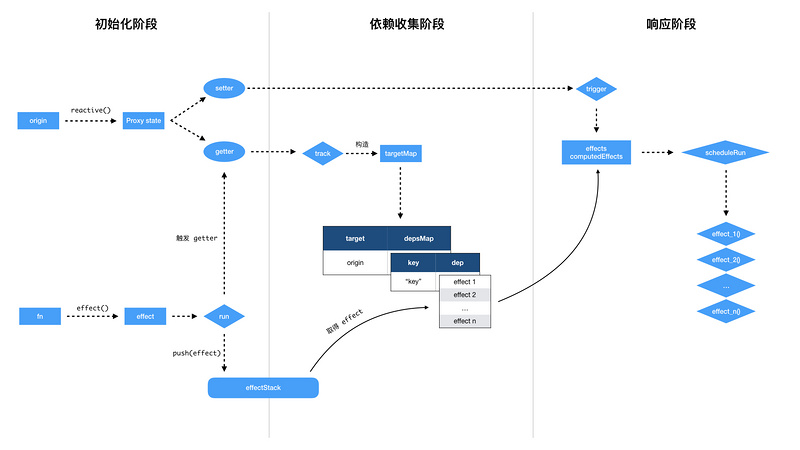 初始化阶段
依赖收集阶段
响应阶段
setter
trigger
origin
reactive()
Proxy state
getter
track
构造
targetMap
effects
computedEffects
scheduleRun
触发 getter
target
depsMap
origin
key
dep
"key"
effect 1
effect 2
...
effect n
effect_1()
effect_2()
...
effect_n()
fn
effect()
effect
run
取得 effect
push(effect)
effectStack